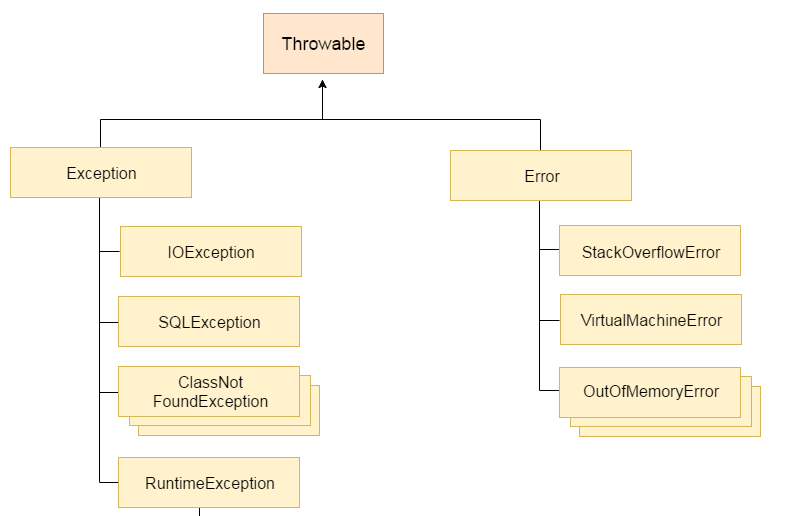 Throwable
Exception
Error
IOException
StackOverflowError
SQLException
VirtualMachineError
ClassNot
FoundException
OutOfMemoryError
RuntimeException